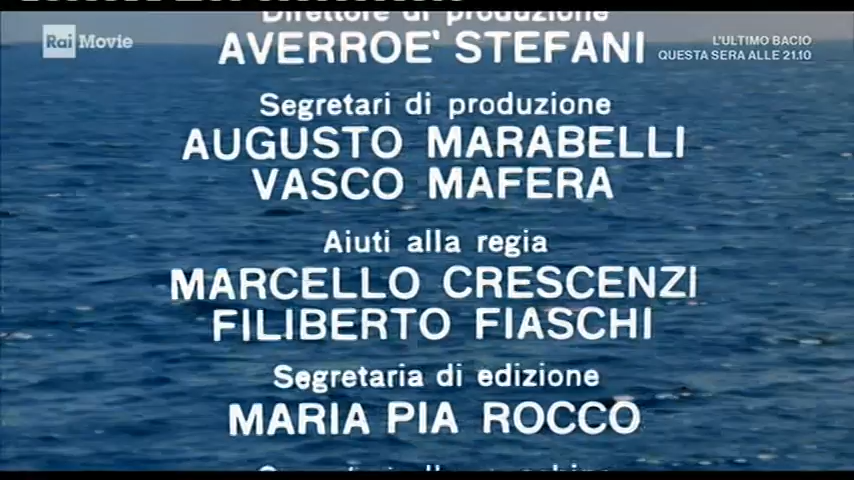 Direttore di produzione
Rai Movie
AVERROE' STEFANI
L'ULTIMO BACIO
QUESTA SERA ALLE 21.10
Segretari di produzione
AUGUSTO MARABELLI
VASCO MAFERA
Aiuti alla regia
MARCELLO CRESCENZI
FILIBERTO FIASCHI
Segretaria di edizione
MARIA PIA ROCCO